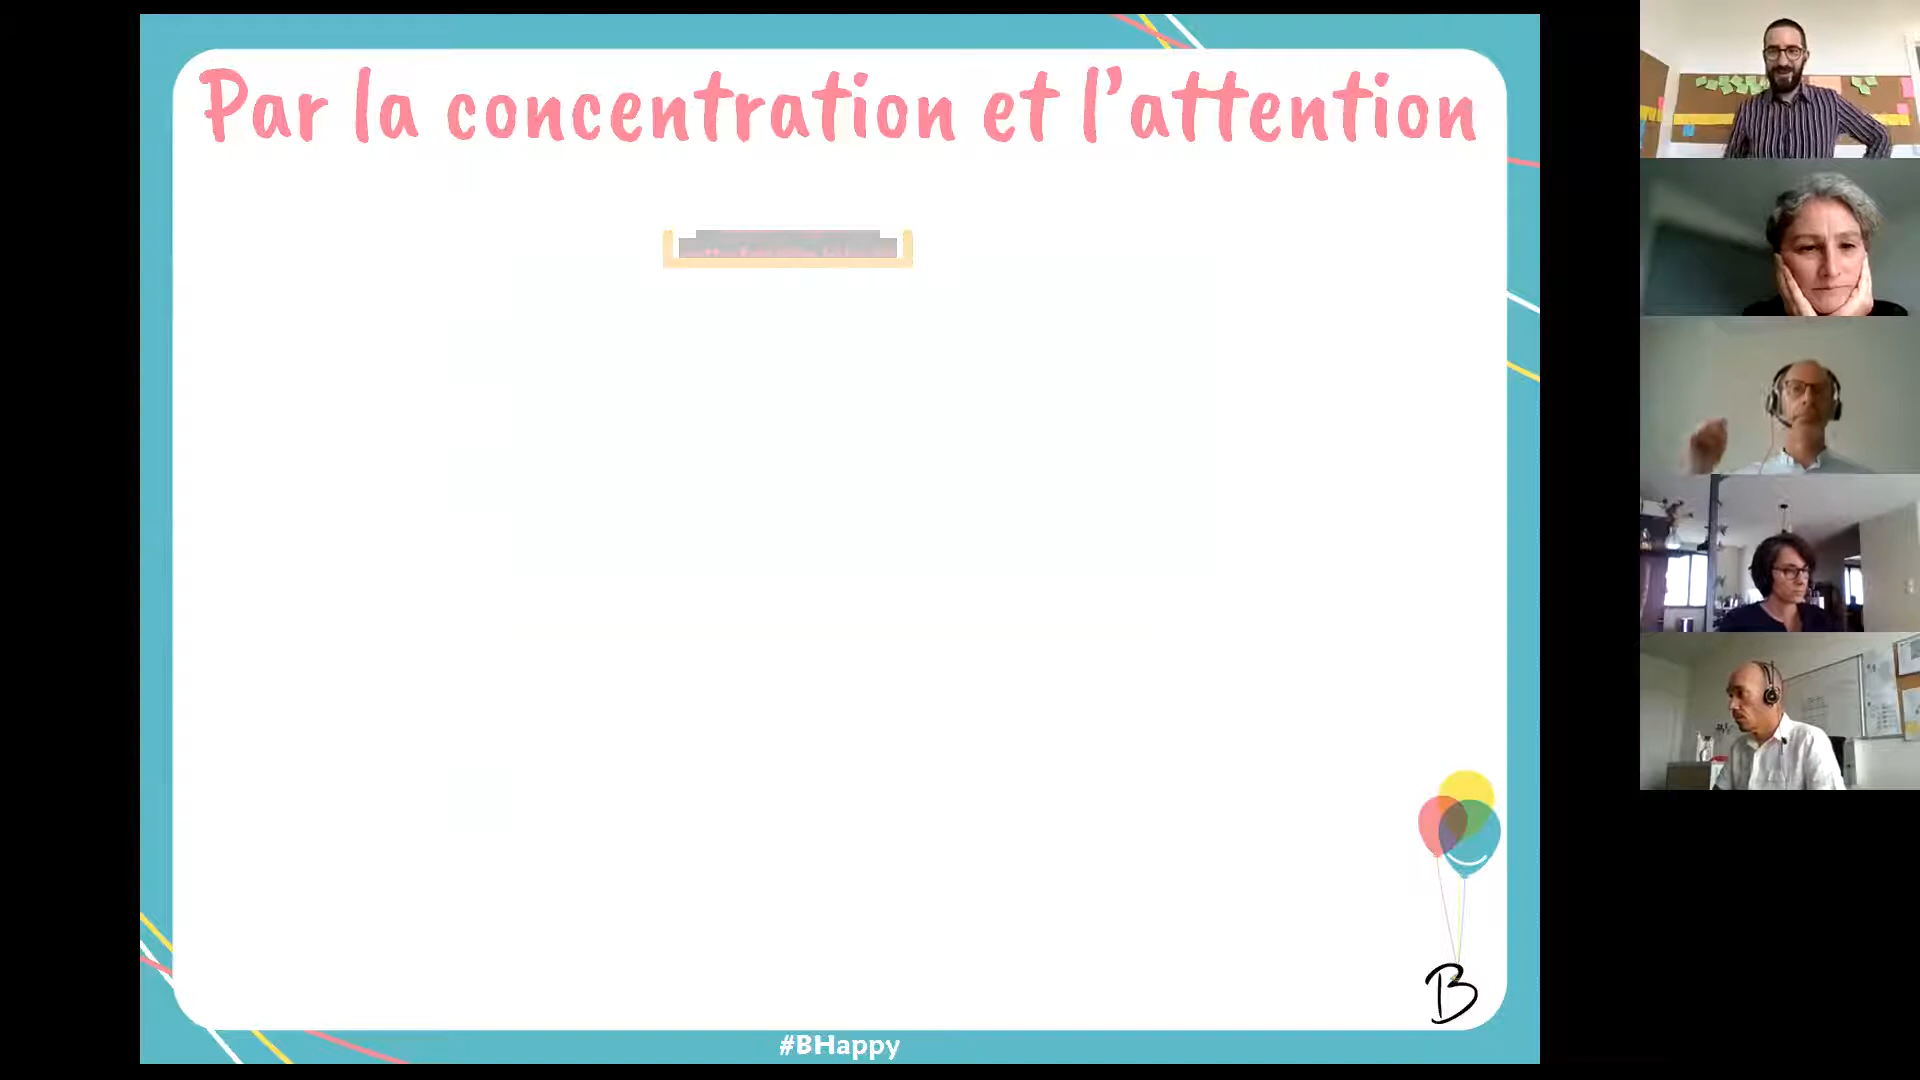 Par la concentration et l’attention
B
#BHappy